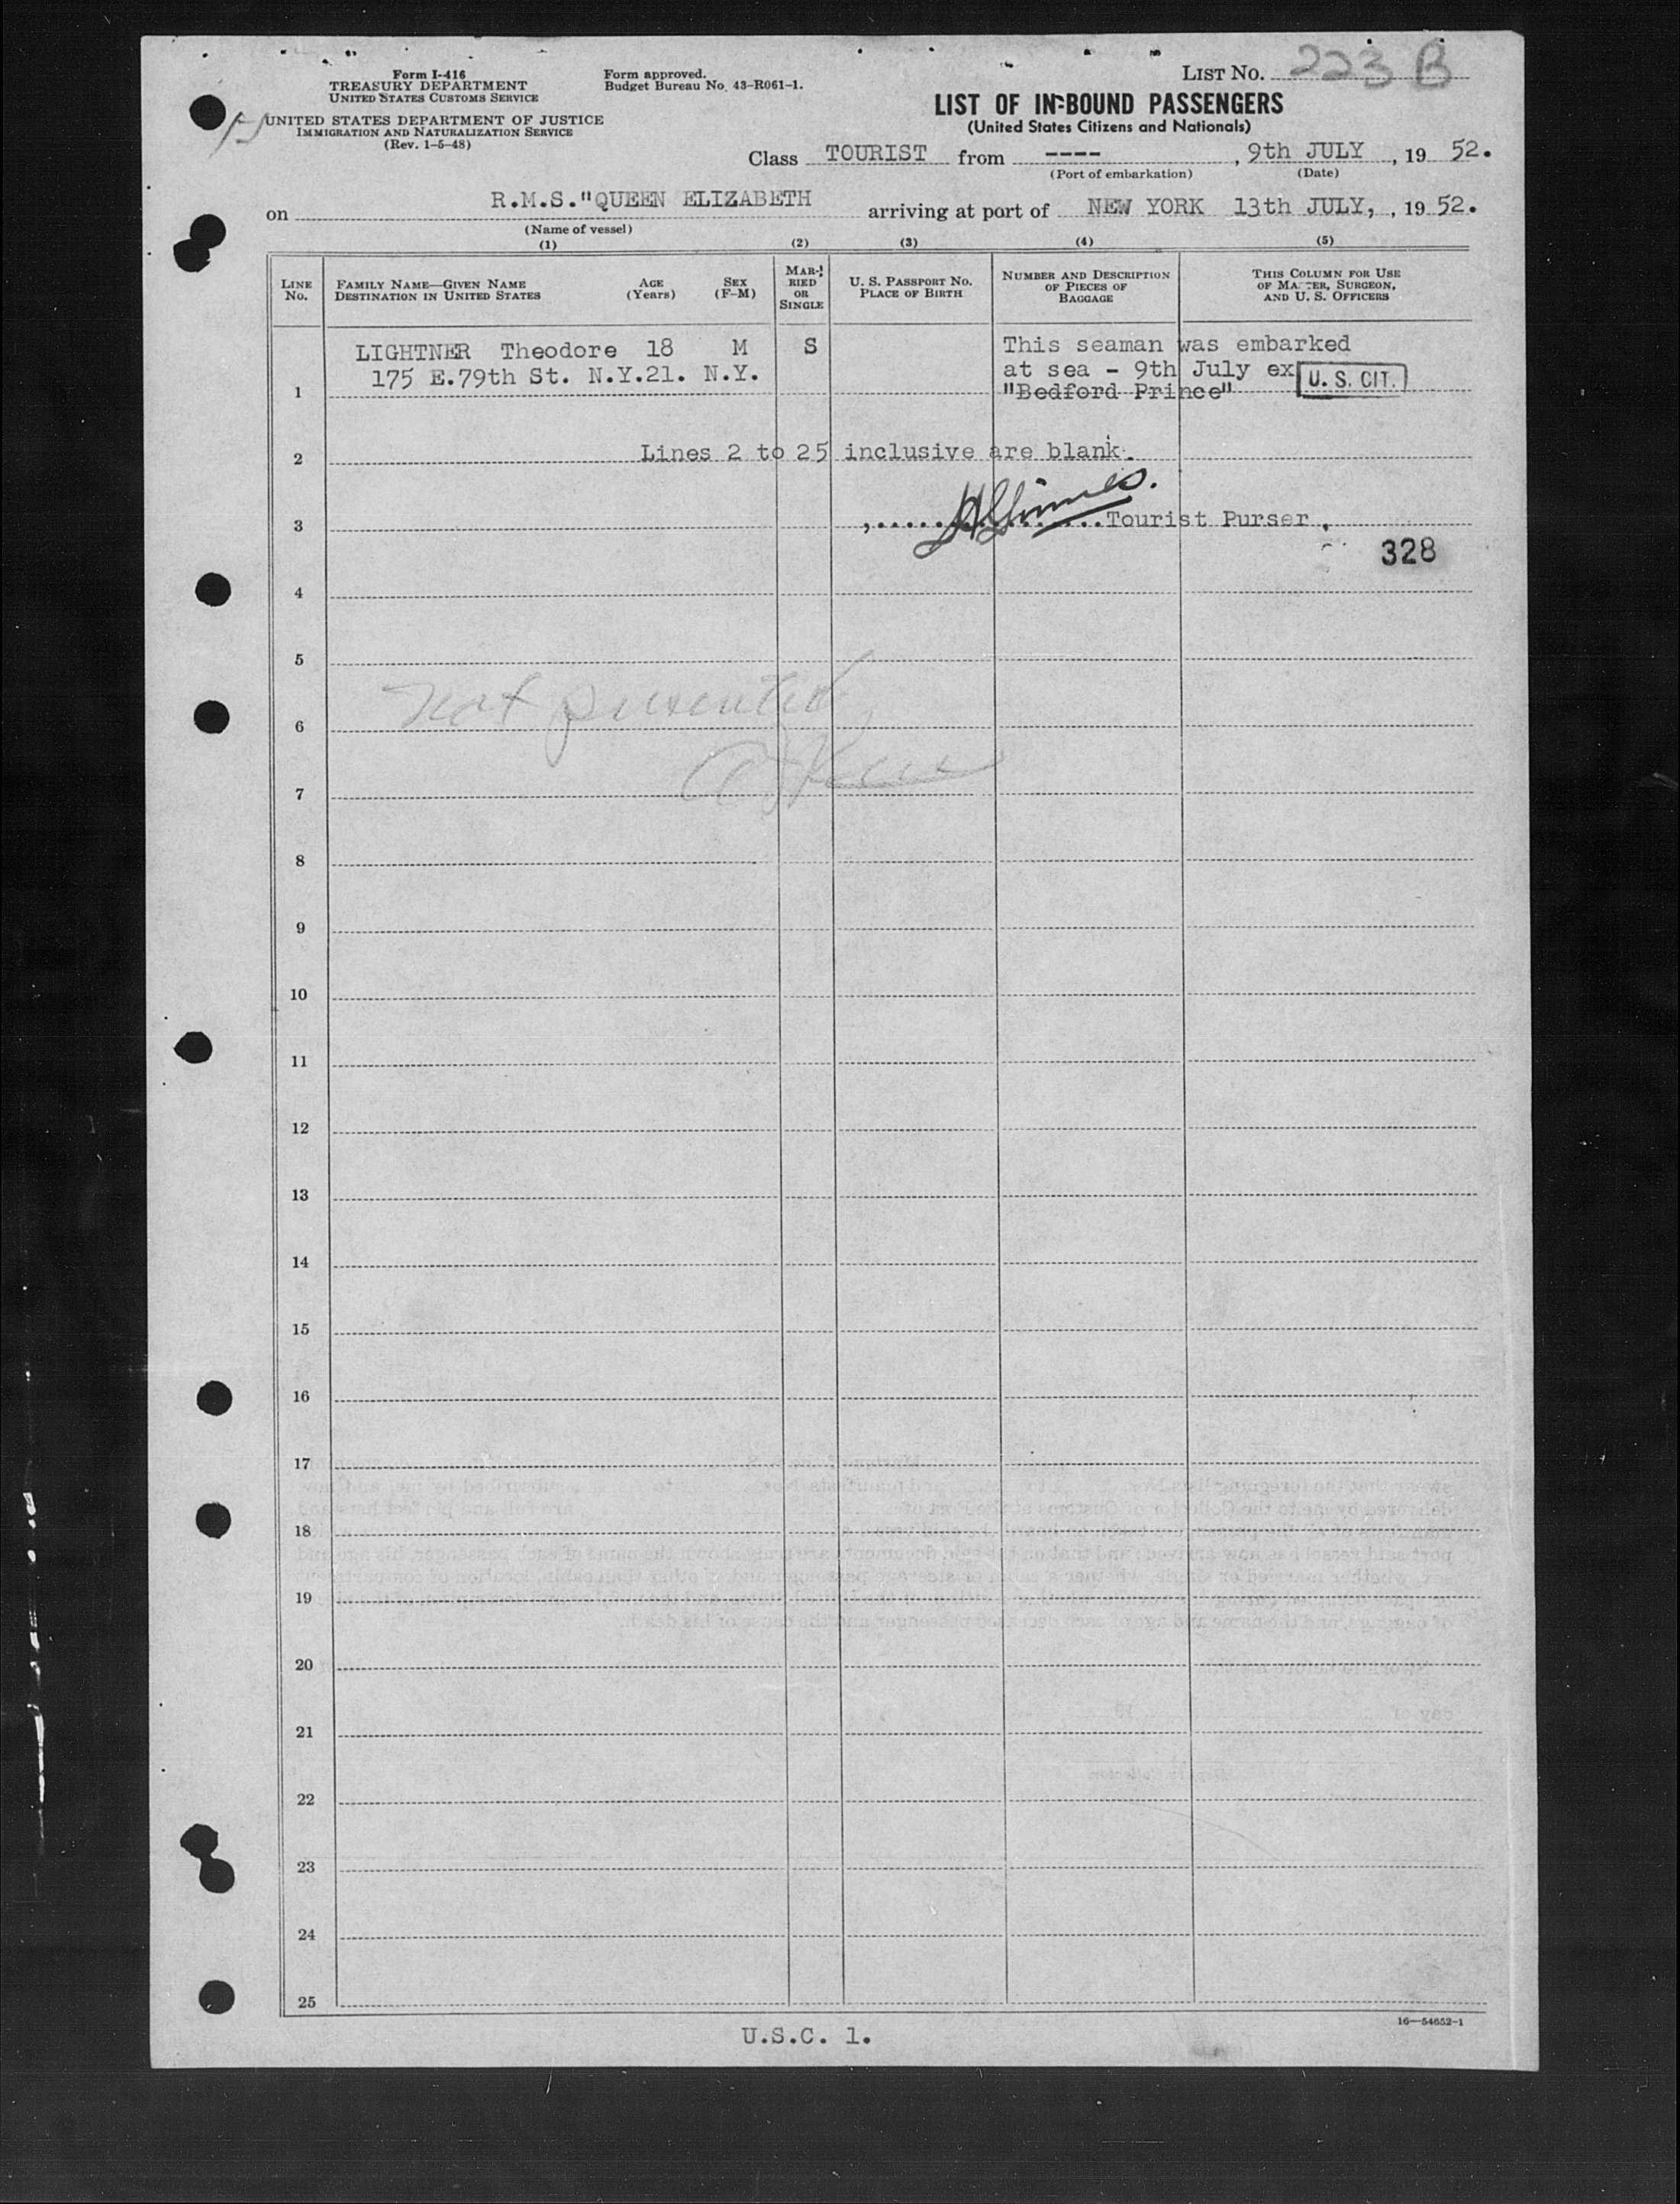 Form I-416
TREASURY DEPARTMENT
UNITED STATES CUSTOMS SERVICE
UNITED STATES DEPARTMENT OF JUSTICE
IMMIGRATION AND NATURALIZATION SERVICE
(Rev. 1-5-48)
Form approved.
Budget Bureau No. 43-R061-1.
LIST NO. 223 B
LIST OF IN-BOUND PASSENGERS
(United States Citizens and Nationals)
Class TOURIST from ---- , 9th JULY , 19 52.
(Port of embarkation) (Date)
on R.M.S."QUEEN ELIZABETH arriving at port of NEW YORK 13th JULY, , 19 52.
(Name of vessel)
(1) (2) (3) (4) (5)
LINE No.
FAMILY NAME—GIVEN NAME
DESTINATION IN UNITED STATES
AGE
(Years)
SEX
(F-M)
MAR-
RIED
OR
SINGLE
U. S. PASSPORT NO.
PLACE OF BIRTH
NUMBER AND DESCRIPTION
OF PIECES OF
BAGGAGE
THIS COLUMN FOR USE
OF MASTER, SURGEON,
AND U. S. OFFICERS
LIGHTNER Theodore 18 M S This seaman was embarked
175 E.79th St. N.Y.21. N.Y. at sea - 9th July ex
1 "Bedford Prince" U. S. CIT.
2 Lines 2 to 25 inclusive are blank.
3 ,..................Tourist Purser.
328
4
5
not presented
6
7
8
9
10
11
12
13
14
15
16
17
18
19
20
21
22
23
24
25
16—54652-1
U.S.C. 1.